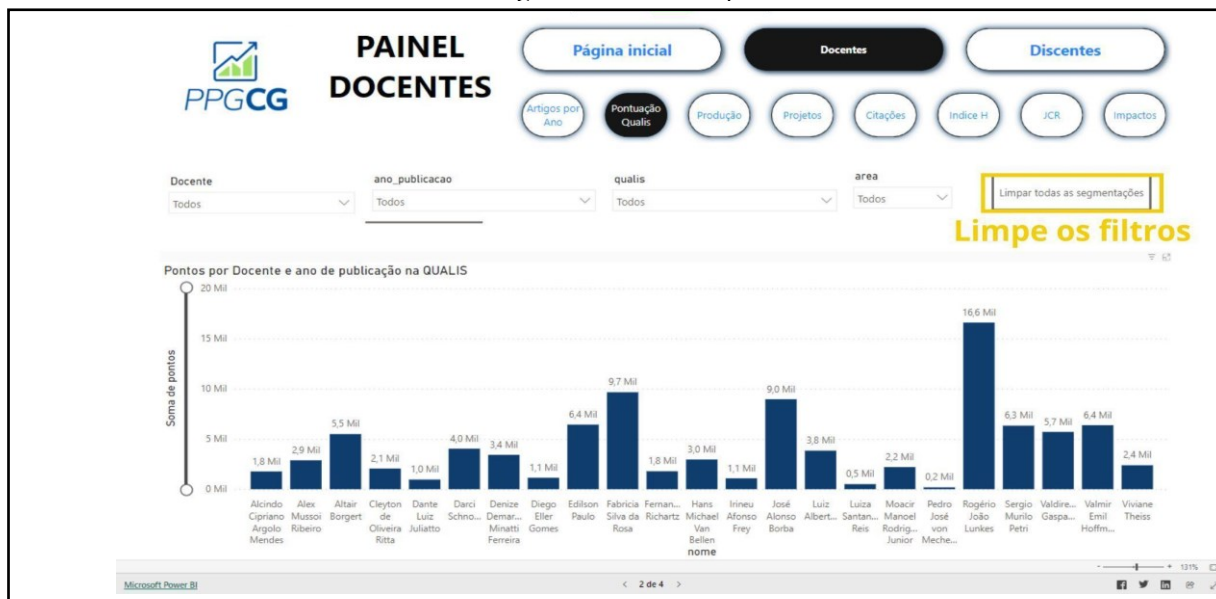 PPGCG
PAINEL
DOCENTES
Página inicial
Docentes
Discentes
Artigos por
Ano
Pontuação
Qualis
Produção
Projetos
Citações
Indice H
JCR
Impactos
Docente
ano_publicacao
qualis
area
Todos
Todos
Todos
Todos
Limpar todas as segmentações
Limpe os filtros
Pontos por Docente e ano de publicação na QUALIS
Soma de pontos
20 Mil
15 Mil
10 Mil
5 Mil
0 Mil
1,8 Mil
2,9 Mil
5,5 Mil
2,1 Mil
1,0 Mil
4,0 Mil
3,4 Mil
1,1 Mil
6,4 Mil
9,7 Mil
1,8 Mil
3,0 Mil
1,1 Mil
9,0 Mil
3,8 Mil
0,5 Mil
2,2 Mil
0,2 Mil
16,6 Mil
6,3 Mil
5,7 Mil
6,4 Mil
2,4 Mil
Alcindo
Cipriano
Argolo
Mendes
Alex
Mussoi
Ribeiro
Altair
Borgert
Cleyton
de
Oliveira
Ritta
Dante
Luiz
Juliatto
Darci
Schno...
Denize
Demar...
Minatti
Ferreira
Diego
Eller
Gomes
Edilson
Paulo
Fabricia
Silva da
Rosa
Fernan...
Richartz
Hans
Michael
Van
Bellen
Irineu
Afonso
Frey
José
Alonso
Borba
Luiz
Albert...
Luiza
Santan...
Reis
Moacir
Manoel
Rodrig...
Junior
Pedro
José
von
Meche...
Rogério
João
Lunkes
Sergio
Murilo
Petri
Valdire...
Gaspa...
Valmir
Emil
Hoffm...
Viviane
Theiss
nome
131%
Microsoft Power BI
2 de 4